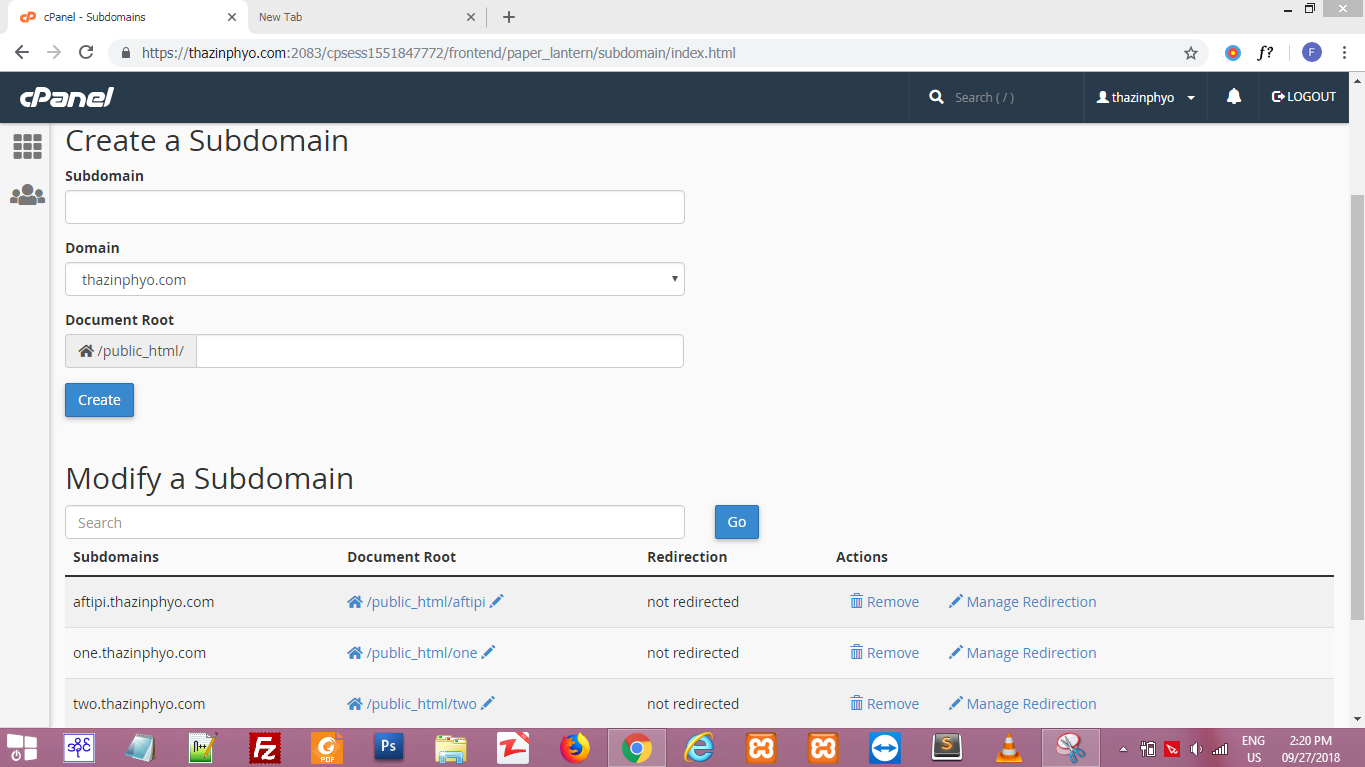 cPanel - Subdomains
New Tab
https://thazinphyo.com:2083/cpsess1551847772/frontend/paper_lantern/subdomain/index.html
f?
F
cPanel
Search ( / )
thazinphyo
LOGOUT
Create a Subdomain
Subdomain
Domain
thazinphyo.com
Document Root
/public_html/
Create
Modify a Subdomain
Search
Go
Subdomains Document Root Redirection Actions
aftipi.thazinphyo.com /public_html/aftipi not redirected Remove Manage Redirection
one.thazinphyo.com /public_html/one not redirected Remove Manage Redirection
two.thazinphyo.com /public_html/two not redirected Remove Manage Redirection
Fz
PDF
Ps
S
ENG
US
2:20 PM
09/27/2018